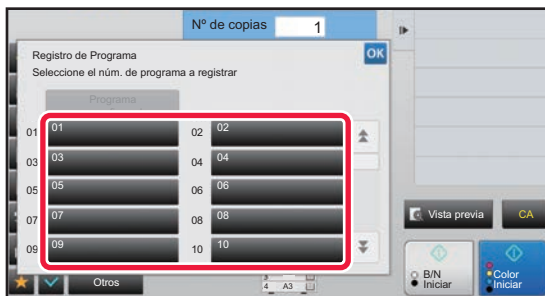 Nº de copias 1
Registro de Programa
OK
Seleccione el núm. de programa a registrar
Programa
01 01 02 02
03 03 04 04
05 05 06 06
07 07 08 08
09 09 10 10
Vista previa CA
B/N Iniciar
Color Iniciar
Otros
4 A3